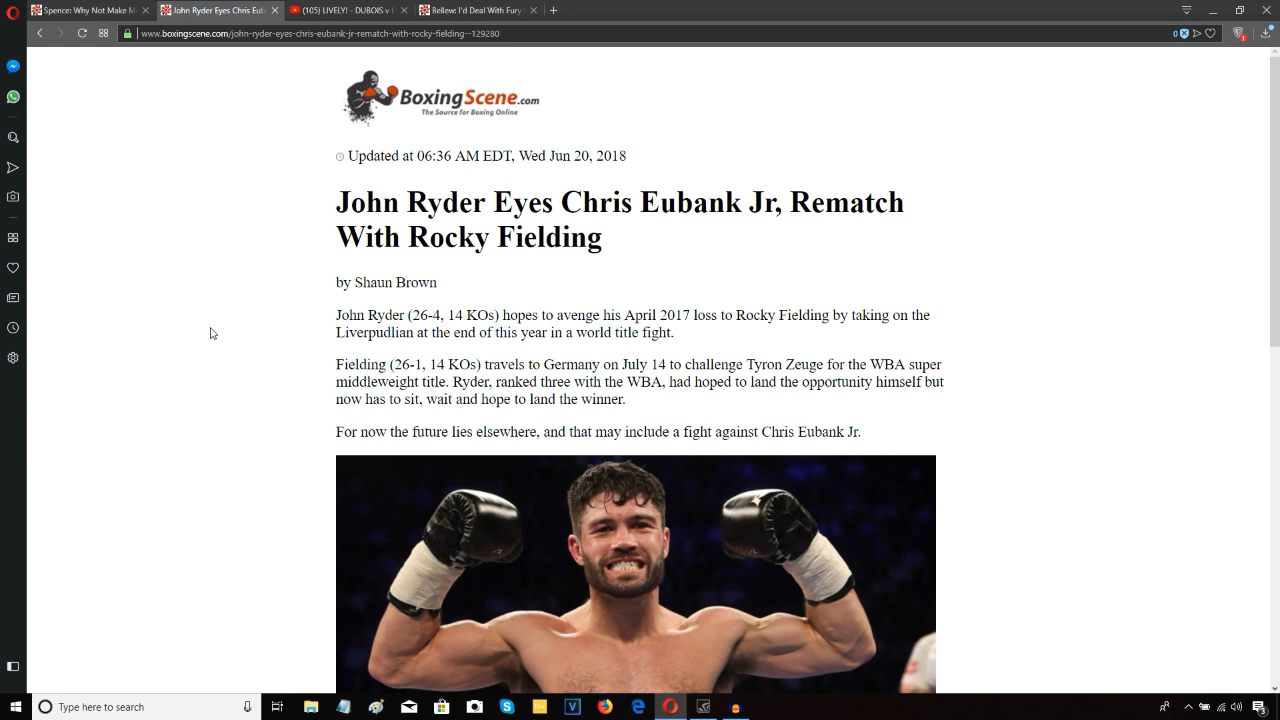 Spence: Why Not Make M
John Ryder Eyes Chris Eub
(105) LIVELY! - DUBOIS v
Bellew: I'd Deal With Fury
www.boxingscene.com/john-ryder-eyes-chris-eubank-jr-rematch-with-rocky-fielding--129280
0
1
BoxingScene.com
The Source for Boxing Online
Updated at 06:36 AM EDT, Wed Jun 20, 2018
John Ryder Eyes Chris Eubank Jr, Rematch
With Rocky Fielding
by Shaun Brown
John Ryder (26-4, 14 KOs) hopes to avenge his April 2017 loss to Rocky Fielding by taking on the
Liverpudlian at the end of this year in a world title fight.
Fielding (26-1, 14 KOs) travels to Germany on July 14 to challenge Tyron Zeuge for the WBA super
middleweight title. Ryder, ranked three with the WBA, had hoped to land the opportunity himself but
now has to sit, wait and hope to land the winner.
For now the future lies elsewhere, and that may include a fight against Chris Eubank Jr.
Type here to search